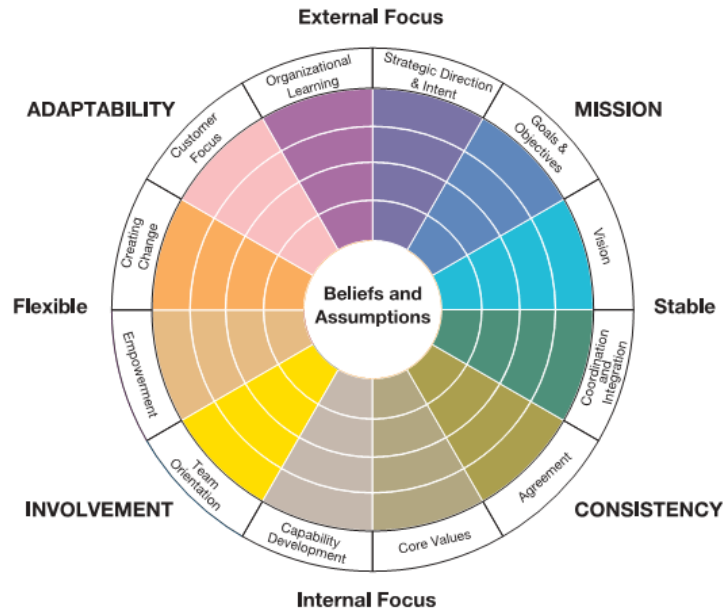 External Focus
ADAPTABILITY
MISSION
Organizational
Learning
Strategic Direction
& Intent
Customer
Focus
Goals &
Objectives
Creating
Change
Vision
Flexible
Beliefs and
Assumptions
Stable
Empowerment
Coordination
and
Integration
Team
Orientation
Agreement
INVOLVEMENT
CONSISTENCY
Capability
Development
Core Values
Internal Focus